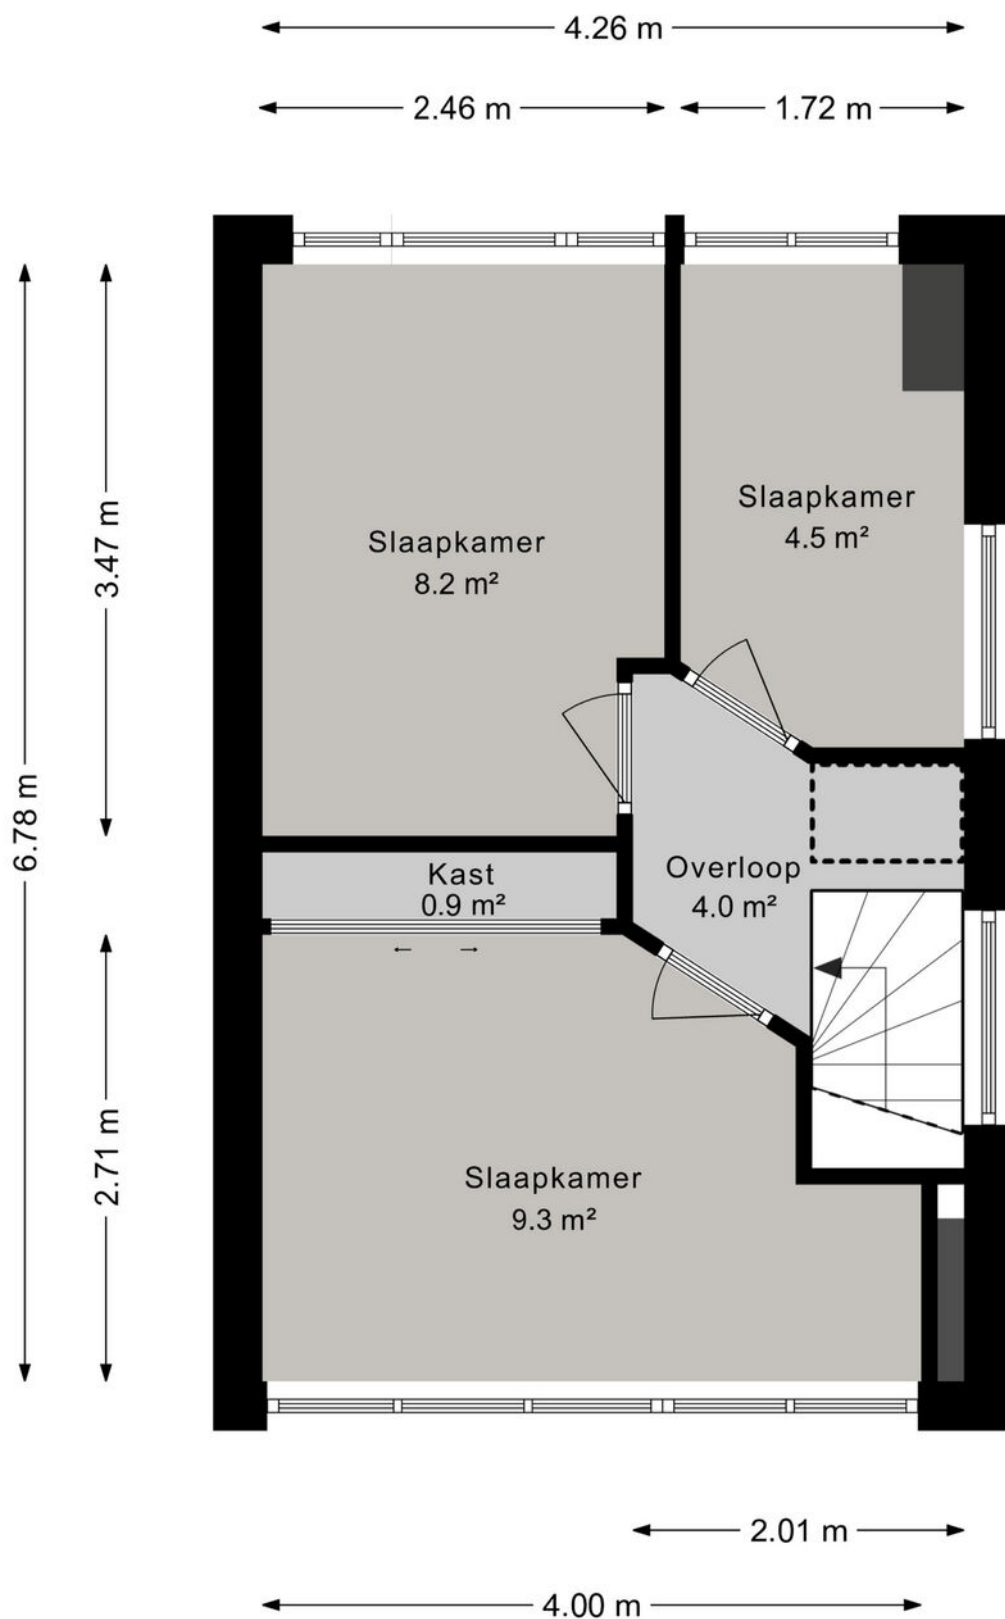 4.26 m
2.46 m
1.72 m
Slaapkamer
4.5 m²
3.47 m
Slaapkamer
8.2 m²
6.78 m
Kast
0.9 m²
Overloop
4.0 m²
2.71 m
Slaapkamer
9.3 m²
2.01 m
4.00 m